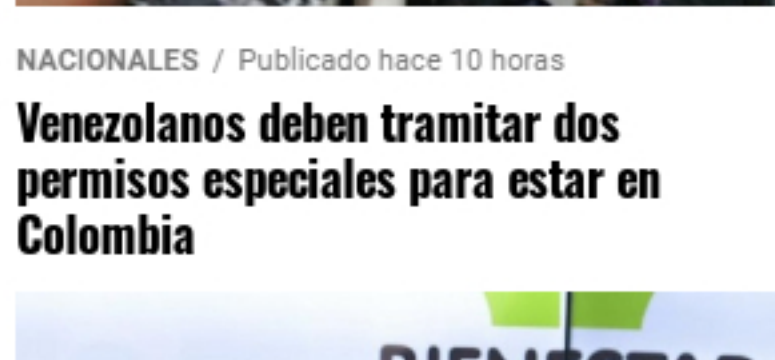 NACIONALES / Publicado hace 10 horas
Venezolanos deben tramitar dos
permisos especiales para estar en
Colombia